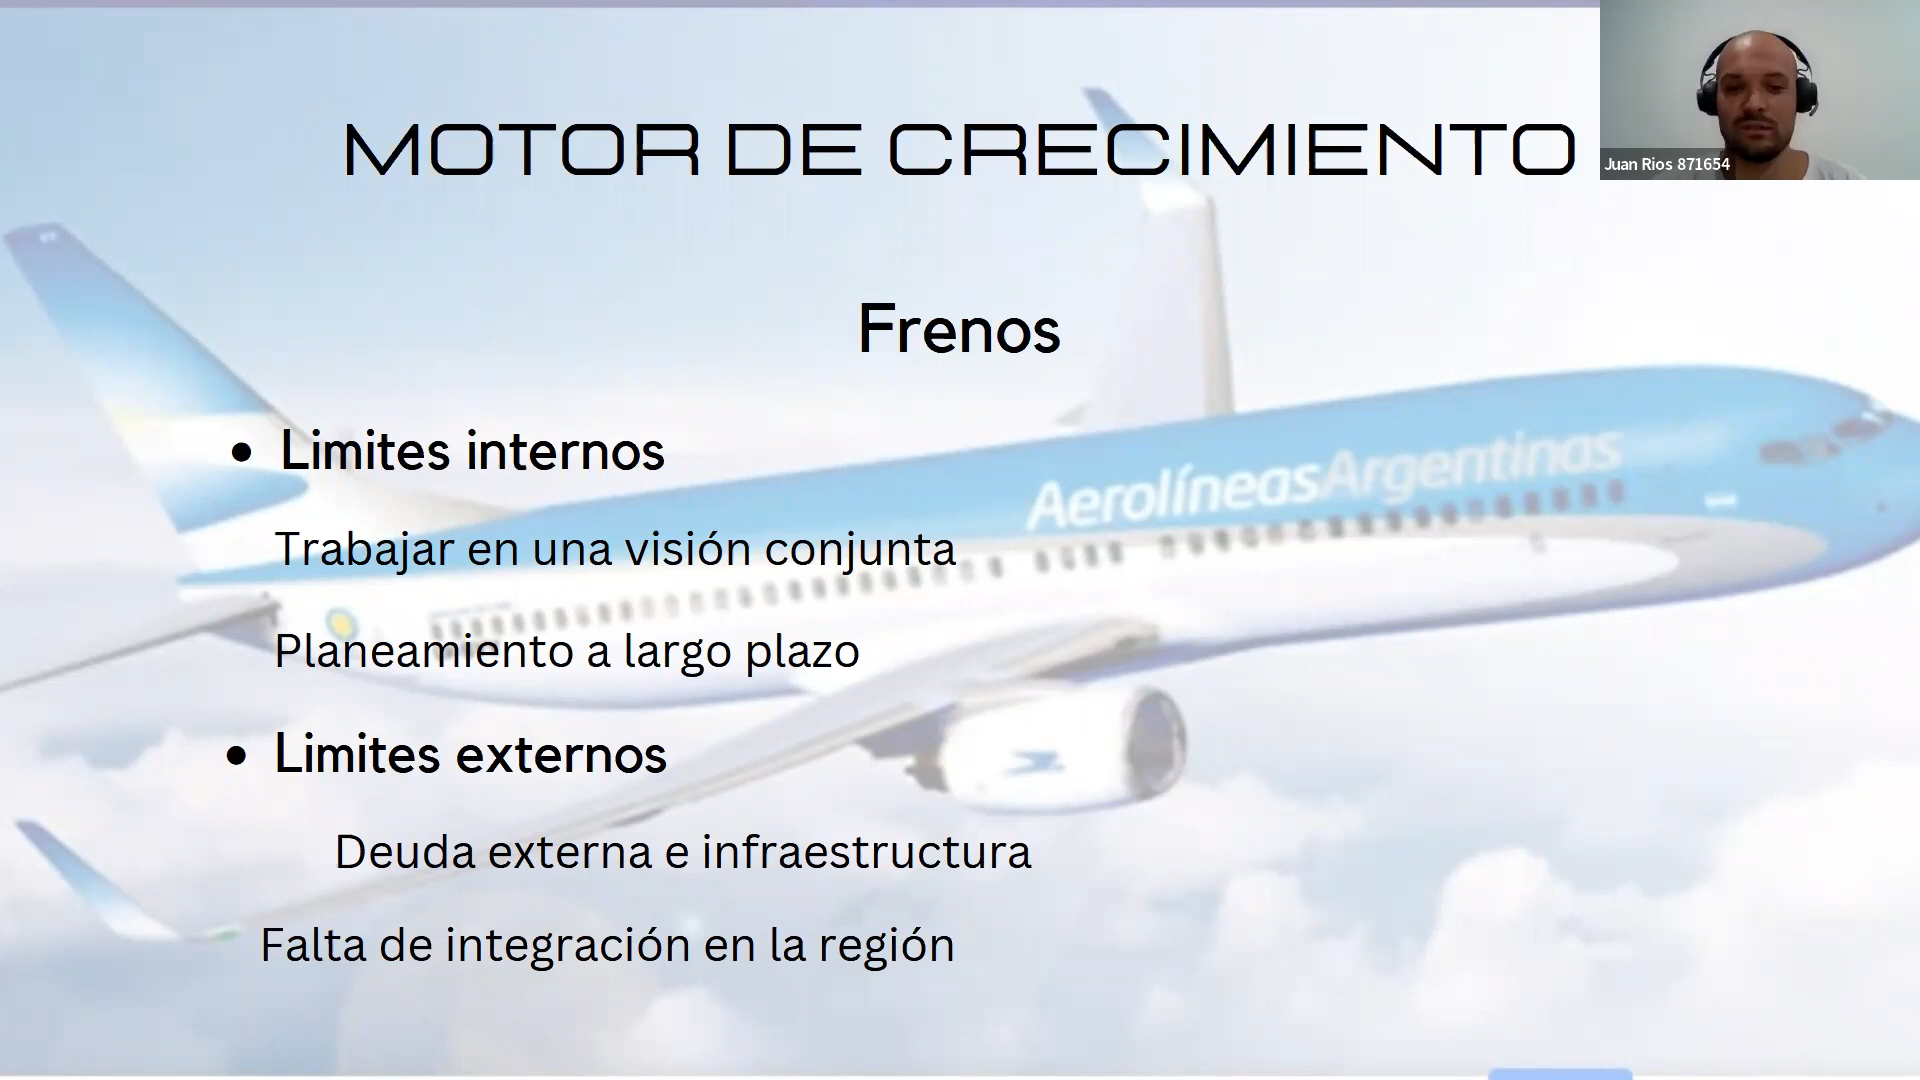 MOTOR DE CRECIMIENTO
Juan Rios 871654
Frenos
• Limites internos
AerolíneasArgentinas
Trabajar en una visión conjunta
Planeamiento a largo plazo
• Limites externos
Deuda externa e infraestructura
Falta de integración en la región